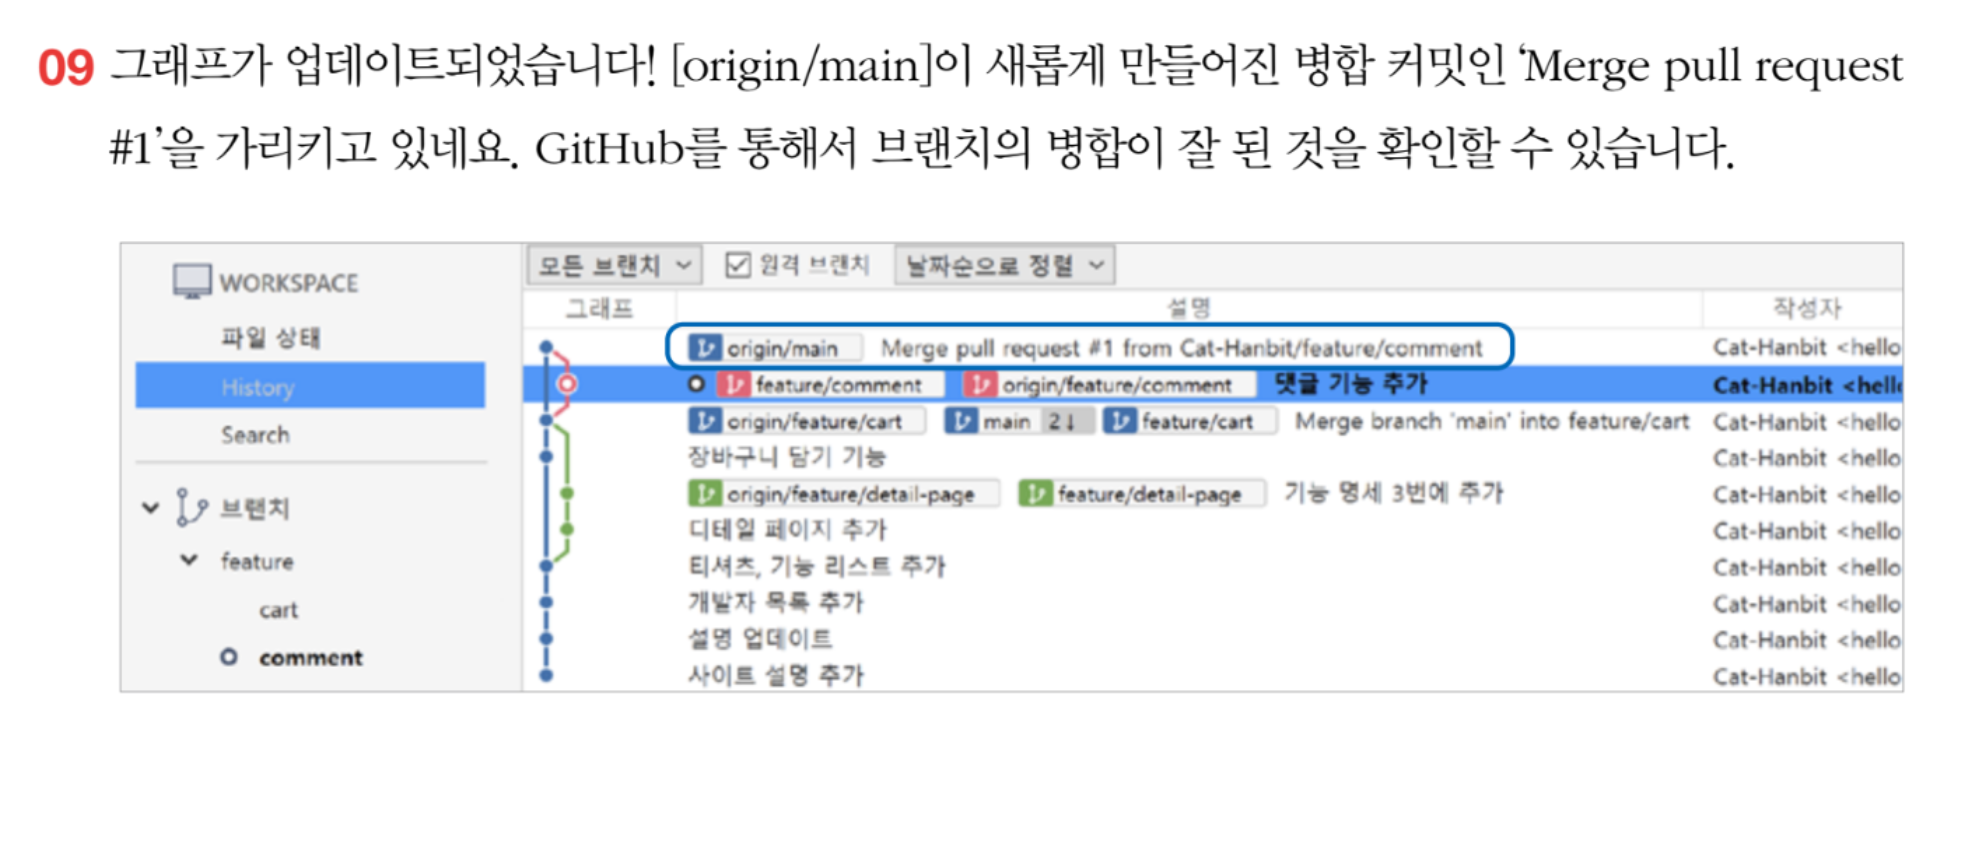 09 그래프가 업데이트되었습니다! [origin/main]이 새롭게 만들어진 병합 커밋인 ‘Merge pull request
#1’을 가리키고 있네요. GitHub를 통해서 브랜치의 병합이 잘 된 것을 확인할 수 있습니다.
WORKSPACE
파일 상태
History
Search
브랜치
feature
cart
comment
모든 브랜치 원격 브랜치 날짜순으로 정렬
그래프 설명 작성자
origin/main Merge pull request #1 from Cat-Hanbit/feature/comment Cat-Hanbit <hello
feature/comment origin/feature/comment 댓글 기능 추가 Cat-Hanbit <hello
origin/feature/cart main 2↓ feature/cart Merge branch 'main' into feature/cart Cat-Hanbit <hello
장바구니 담기 기능 Cat-Hanbit <hello
origin/feature/detail-page feature/detail-page 기능 명세 3번에 추가 Cat-Hanbit <hello
디테일 페이지 추가 Cat-Hanbit <hello
티셔츠, 기능 리스트 추가 Cat-Hanbit <hello
개발자 목록 추가 Cat-Hanbit <hello
설명 업데이트 Cat-Hanbit <hello
사이트 설명 추가 Cat-Hanbit <hello